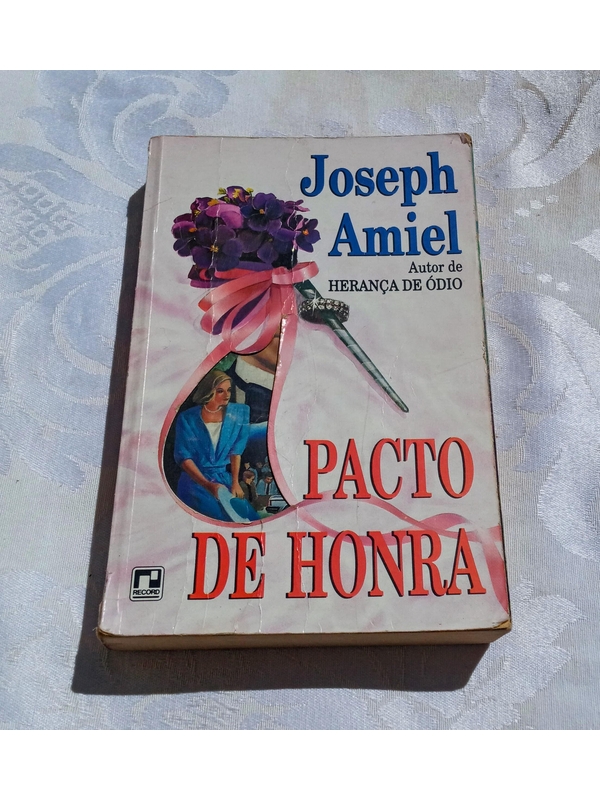 Joseph
Amiel
Autor de
HERANÇA DE ÓDIO
PACTO
DE HONRA
RECORD